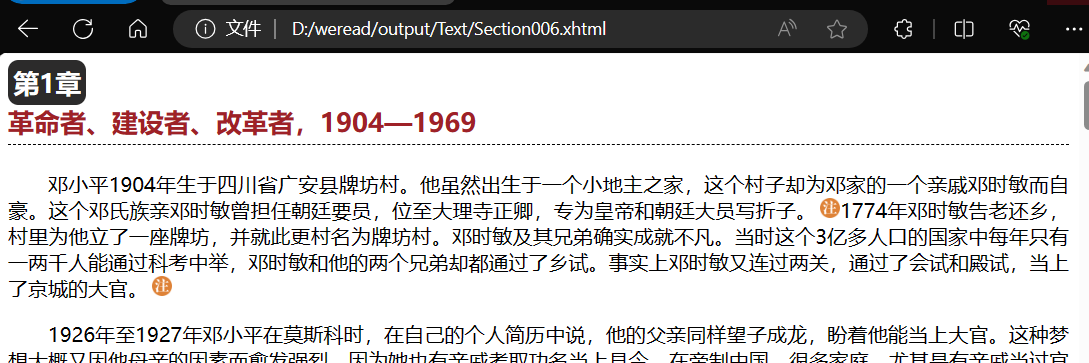 文件 D:/weread/output/Text/Section006.xhtml
第1章
革命者、建设者、改革者，1904—1969
邓小平1904年生于四川省广安县牌坊村。他虽然出生于一个小地主之家，这个村子却为邓家的一个亲戚邓时敏而自
豪。这个邓氏族亲邓时敏曾担任朝廷要员，位至大理寺正卿，专为皇帝和朝廷大员写折子。注1774年邓时敏告老还乡，
村里为他立了一座牌坊，并就此更村名为牌坊村。邓时敏及其兄弟确实成就不凡。当时这个3亿多人口的国家中每年只有
一两千人能通过科考中举，邓时敏和他的两个兄弟却都通过了乡试。事实上邓时敏又连过两关，通过了会试和殿试，当上
了京城的大官。注
1926年至1927年邓小平在莫斯科时，在自己的个人简历中说，他的父亲同样望子成龙，盼着他能当上大官。这种梦
想大概又因他母亲的因素而愈发强烈，因为她也有亲戚考取功名当上县令。在帝制中国，很多家庭，尤其是有亲戚当过官